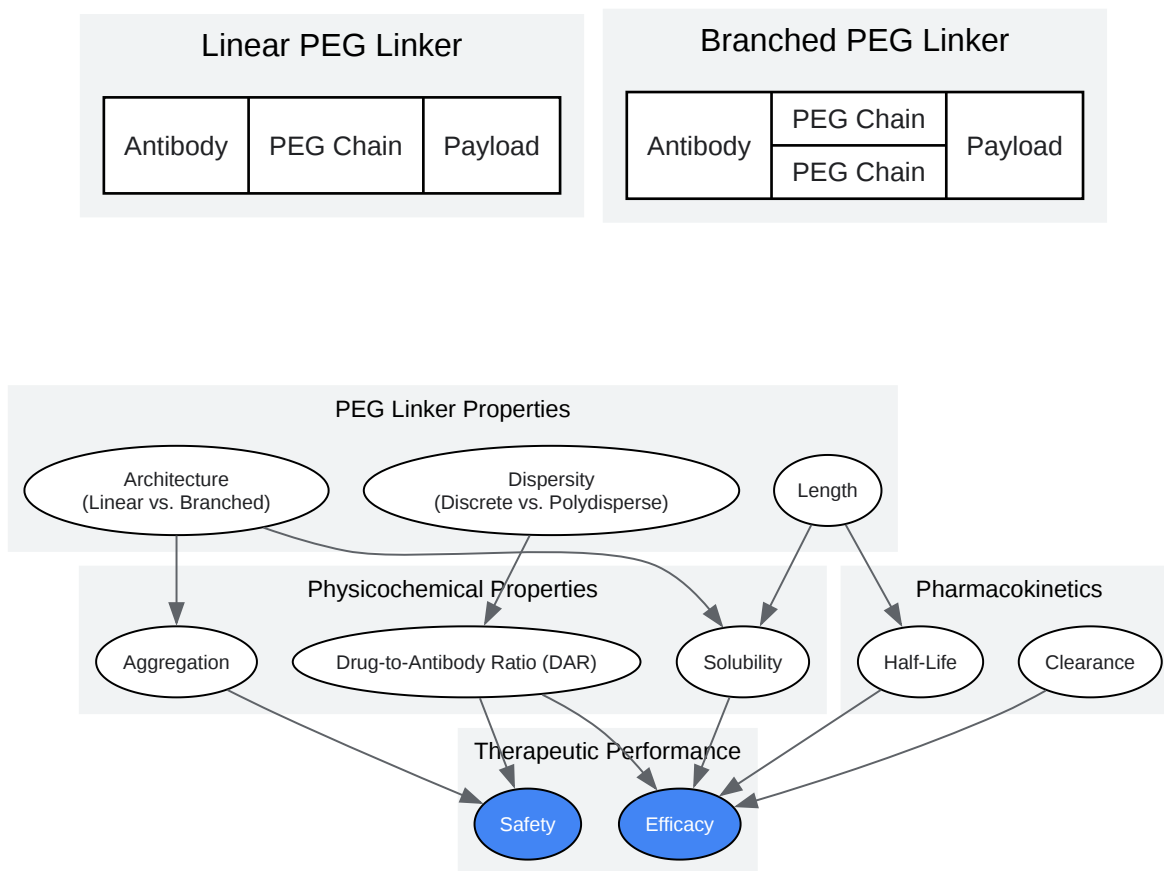 Linear PEG Linker
Antibody
PEG Chain
Payload
Branched PEG Linker
Antibody
PEG Chain
PEG Chain
Payload
PEG Linker Properties
Architecture
(Linear vs. Branched)
Dispersity
(Discrete vs. Polydisperse)
Length
Physicochemical Properties
Pharmacokinetics
Aggregation
Drug-to-Antibody Ratio (DAR)
Solubility
Half-Life
Clearance
Therapeutic Performance
Safety
Efficacy